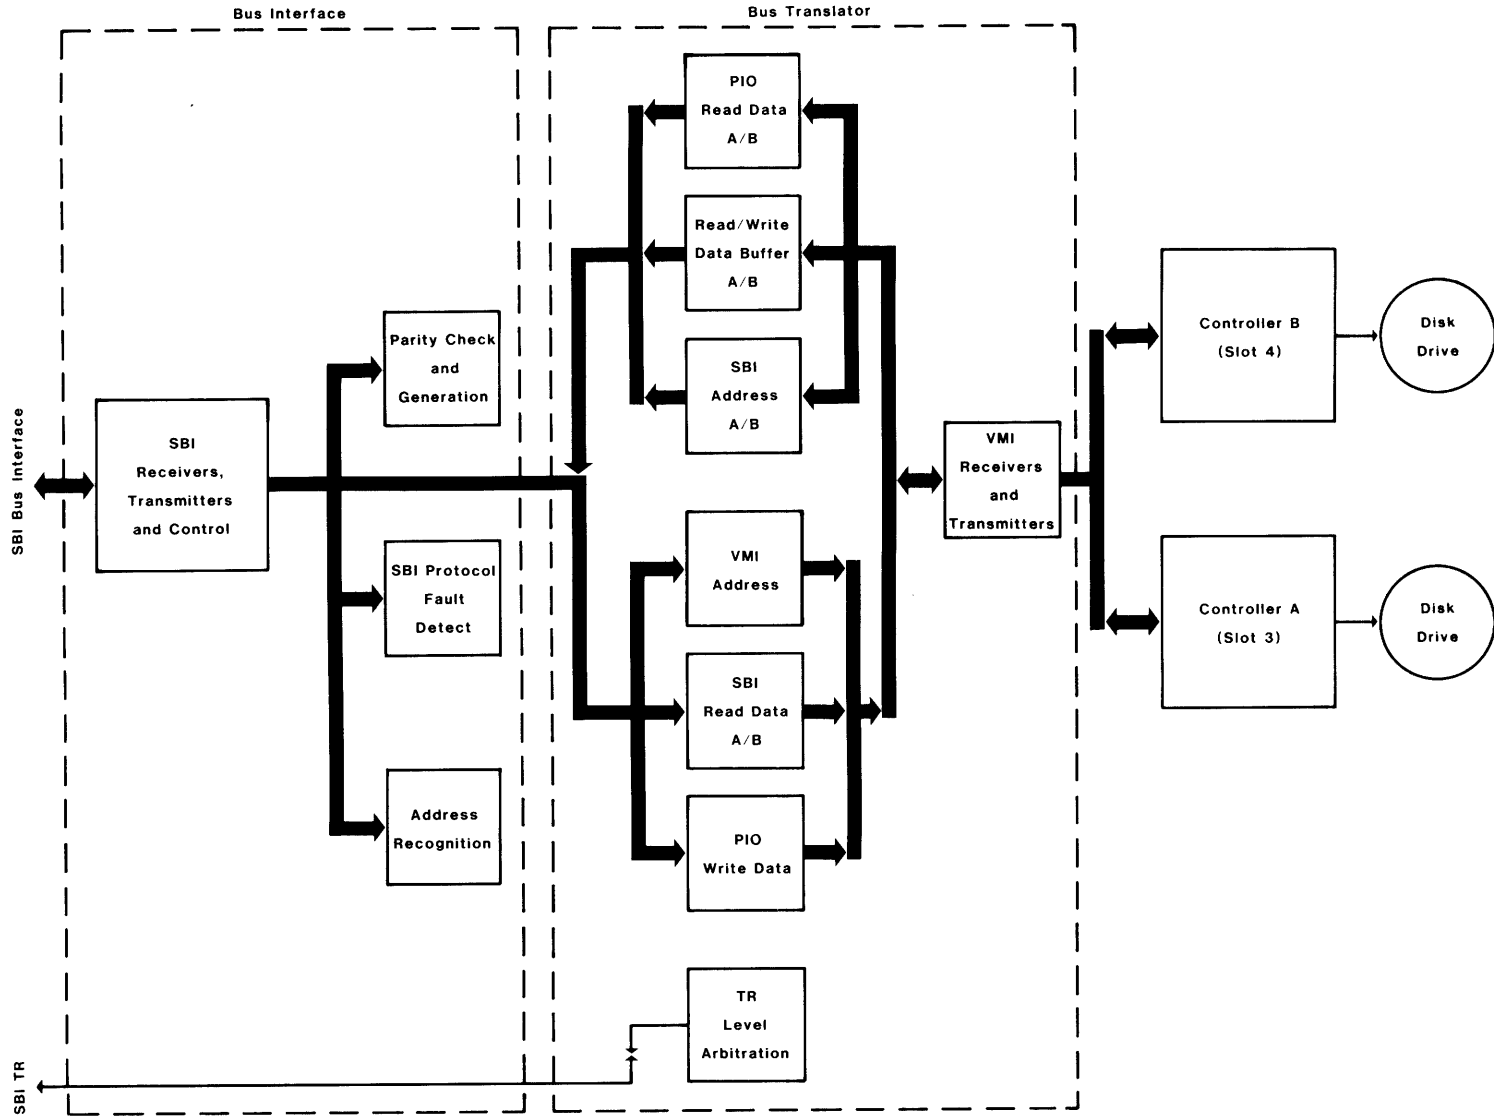 Bus Interface
Bus Translator
PIO
Read Data
A/B
Read/Write
Data Buffer
A/B
SBI
Address
A/B
Parity Check
and
Generation
SBI Bus Interface
SBI
Receivers,
Transmitters
and Control
SBI Protocol
Fault
Detect
Address
Recognition
VMI
Address
SBI
Read Data
A/B
PIO
Write Data
TR
Level
Arbitration
SBI TR
VMI
Receivers
and
Transmitters
Controller B
(Slot 4)
Disk
Drive
Controller A
(Slot 3)
Disk
Drive